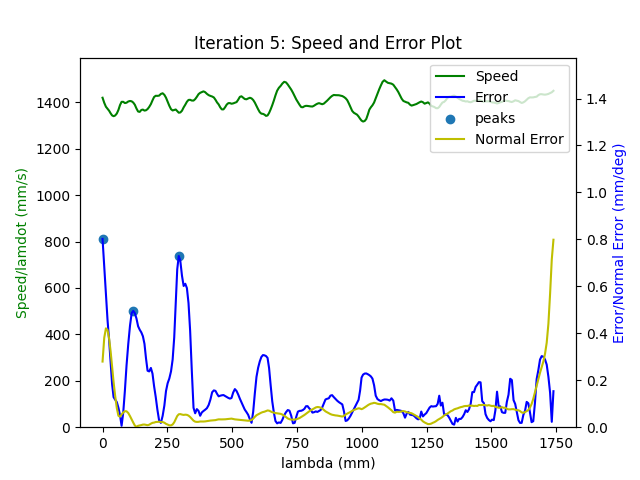 Iteration 5: Speed and Error Plot
Speed
Error
peaks
Normal Error
Speed/lamdot (mm/s)
1400
1200
1000
800
600
400
200
0
1.4
1.2
1.0
0.8
0.6
0.4
0.2
0.0
Error/Normal Error (mm/deg)
0 250 500 750 1000 1250 1500 1750
lambda (mm)